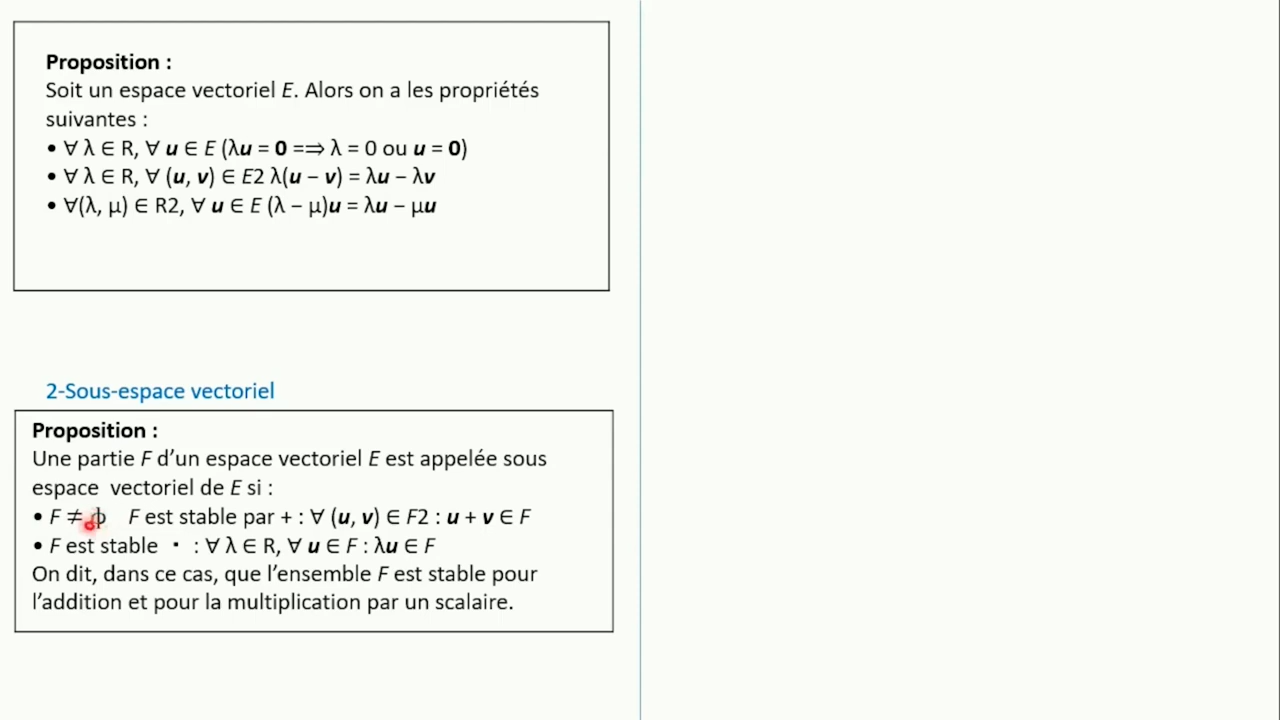 Proposition :
Soit un espace vectoriel E. Alors on a les propriétés
suivantes :
• ∀ λ ∈ R, ∀ u ∈ E (λu = 0 =⇒ λ = 0 ou u = 0)
• ∀ λ ∈ R, ∀ (u, v) ∈ E2 λ(u − v) = λu − λv
• ∀(λ, μ) ∈ R2, ∀ u ∈ E (λ − μ)u = λu − μu
2-Sous-espace vectoriel
Proposition :
Une partie F d’un espace vectoriel E est appelée sous
espace vectoriel de E si :
• F ≠ ф F est stable par + : ∀ (u, v) ∈ F2 : u + v ∈ F
• F est stable · : ∀ λ ∈ R, ∀ u ∈ F : λu ∈ F
On dit, dans ce cas, que l’ensemble F est stable pour
l’addition et pour la multiplication par un scalaire.